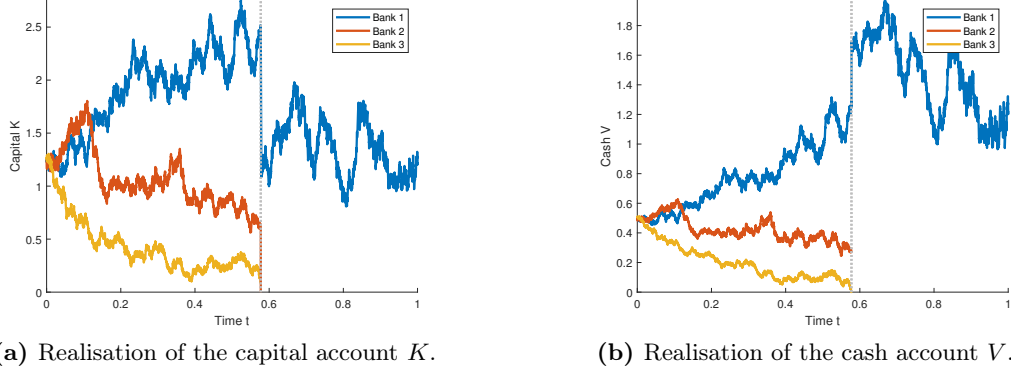 2.5
2
1.5
1
0.5
0
Capital K
0
0.2
0.4
0.6
0.8
1
Time t
Bank 1
Bank 2
Bank 3
(a) Realisation of the capital account K.
1.8
1.6
1.4
1.2
1
0.8
0.6
0.4
0.2
0
Cash V
0
0.2
0.4
0.6
0.8
1
Time t
Bank 1
Bank 2
Bank 3
(b) Realisation of the cash account V.